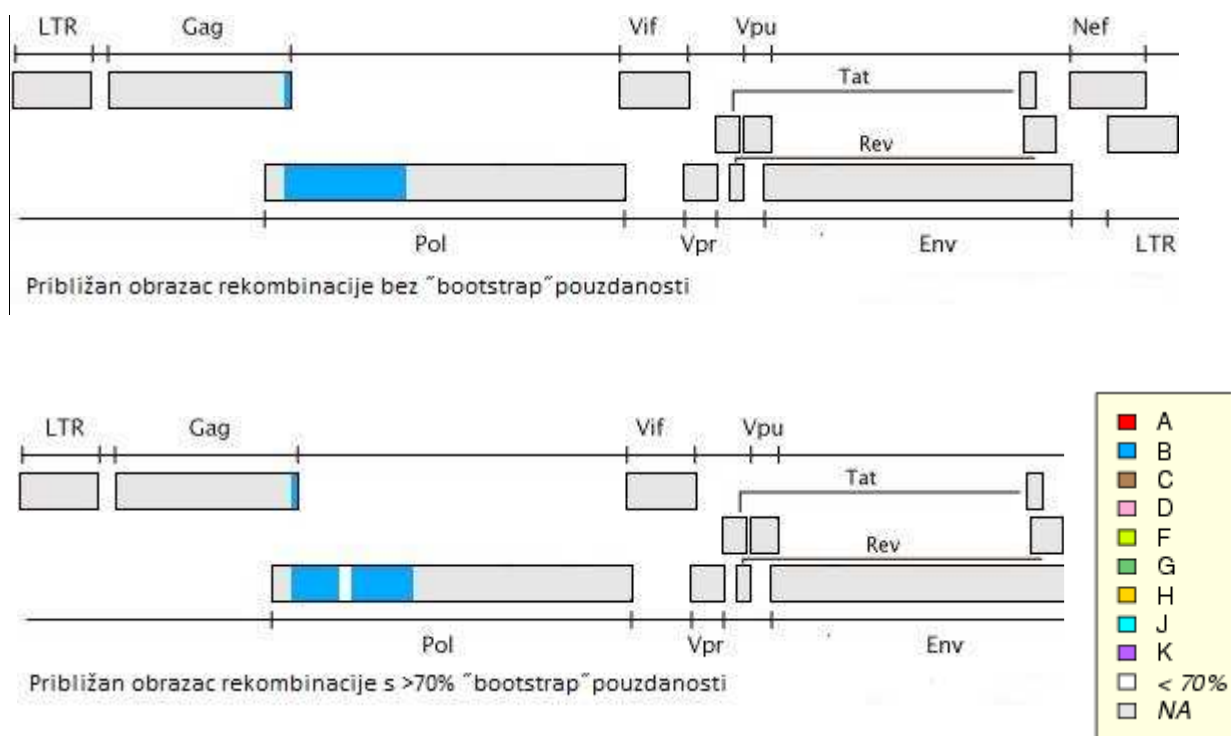 LTR Gag Vif Vpu Nef
Tat
Rev
Pol Vpr Env LTR
Približan obrazac rekombinacije bez ˝bootstrap˝pouzdanosti
LTR Gag Vif Vpu
Tat
Rev
Pol Vpr Env
Približan obrazac rekombinacije s >70% ˝bootstrap˝pouzdanosti
A
B
C
D
F
G
H
J
K
< 70%
NA